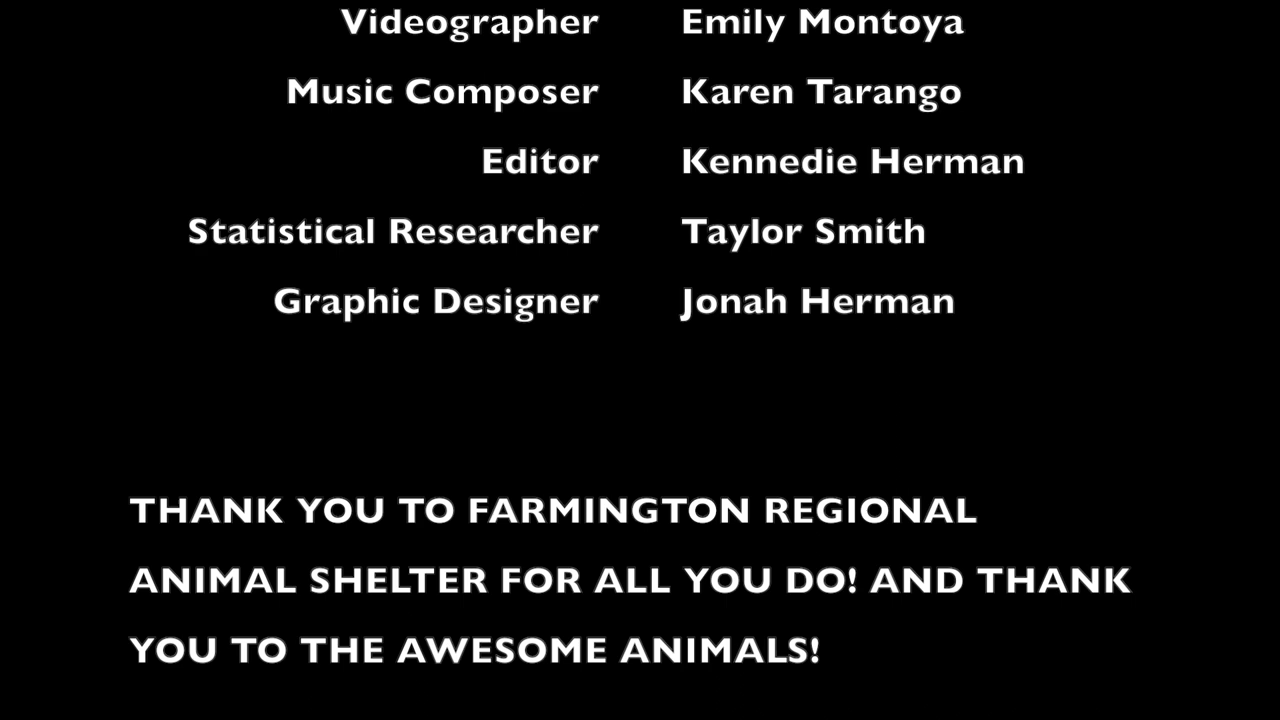 Videographer Emily Montoya
Music Composer Karen Tarango
Editor Kennedie Herman
Statistical Researcher Taylor Smith
Graphic Designer Jonah Herman
THANK YOU TO FARMINGTON REGIONAL
ANIMAL SHELTER FOR ALL YOU DO! AND THANK
YOU TO THE AWESOME ANIMALS!